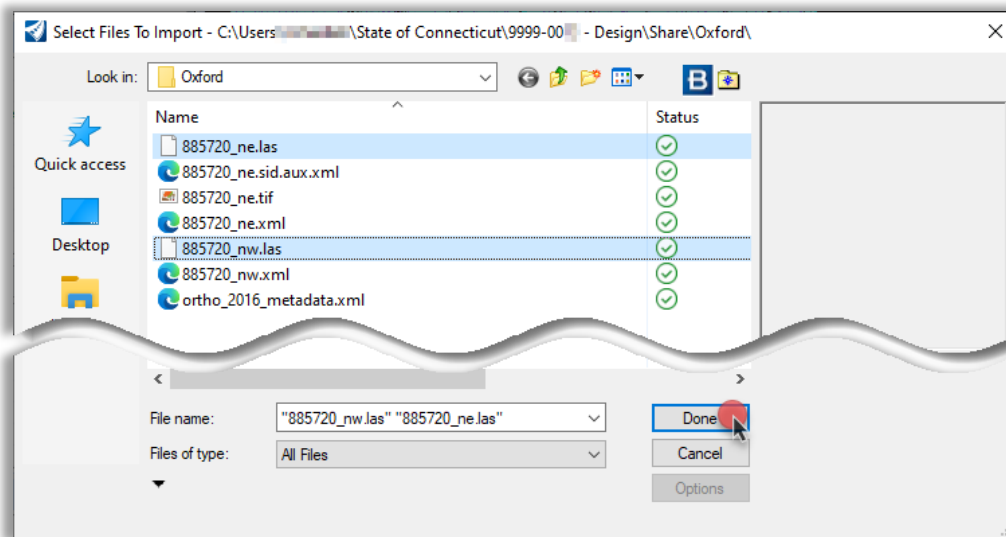 Select Files To Import - C:\Users \State of Connecticut\9999-00 - Design\Share\Oxford\
Look in: Oxford
B
Name Status
885720_ne.las
885720_ne.sid.aux.xml
885720_ne.tif
885720_ne.xml
885720_nw.las
885720_nw.xml
ortho_2016_metadata.xml
Quick access
Desktop
File name: "885720_nw.las" "885720_ne.las" Done
Files of type: All Files Cancel
Options